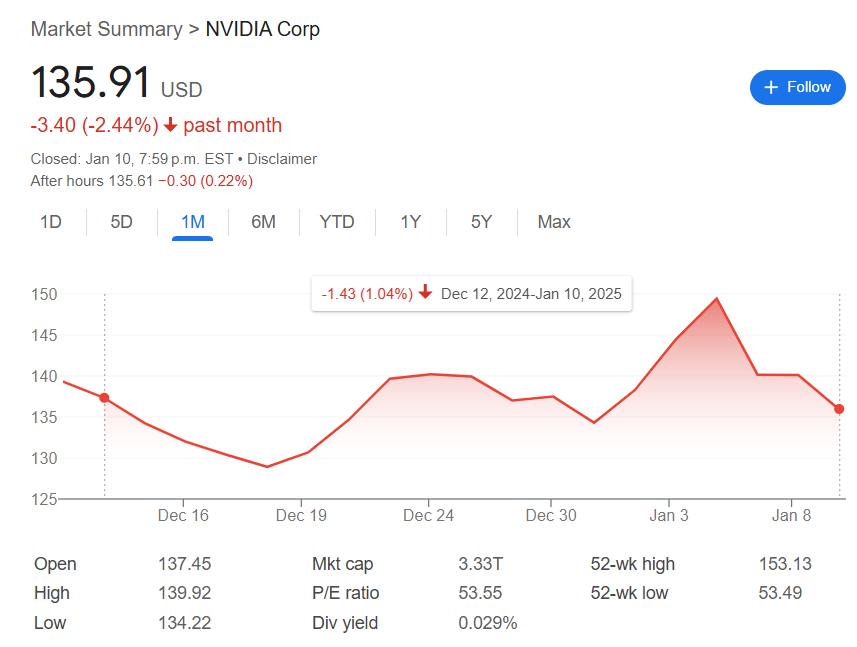 Market Summary > NVIDIA Corp
135.91 USD
+ Follow
-3.40 (-2.44%) ↓ past month
Closed: Jan 10, 7:59 p.m. EST • Disclaimer
After hours 135.61 −0.30 (0.22%)
1D 5D 1M 6M YTD 1Y 5Y Max
-1.43 (1.04%) ↓ Dec 12, 2024-Jan 10, 2025
150
145
140
135
130
125
Dec 16 Dec 19 Dec 24 Dec 30 Jan 3 Jan 8
Open 137.45 Mkt cap 3.33T 52-wk high 153.13
High 139.92 P/E ratio 53.55 52-wk low 53.49
Low 134.22 Div yield 0.029%